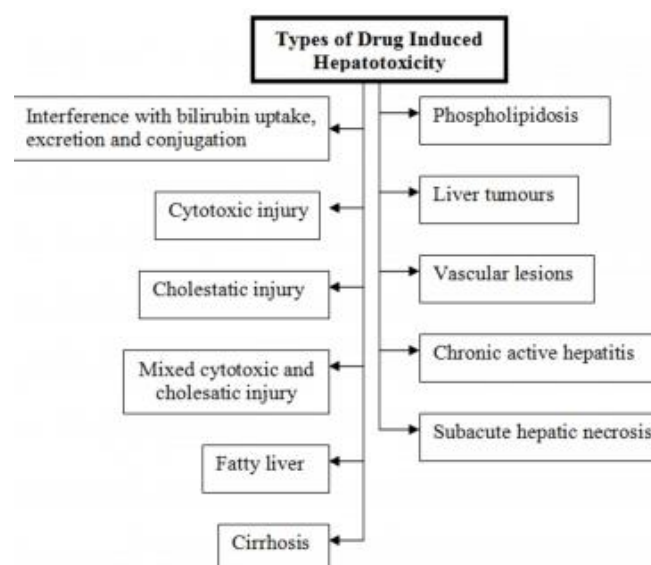 Types of Drug Induced
Hepatotoxicity
Interference with bilirubin uptake,
excretion and conjugation
Cytotoxic injury
Cholestatic injury
Mixed cytotoxic and
cholesatic injury
Fatty liver
Cirrhosis
Phospholipidosis
Liver tumours
Vascular lesions
Chronic active hepatitis
Subacute hepatic necrosis